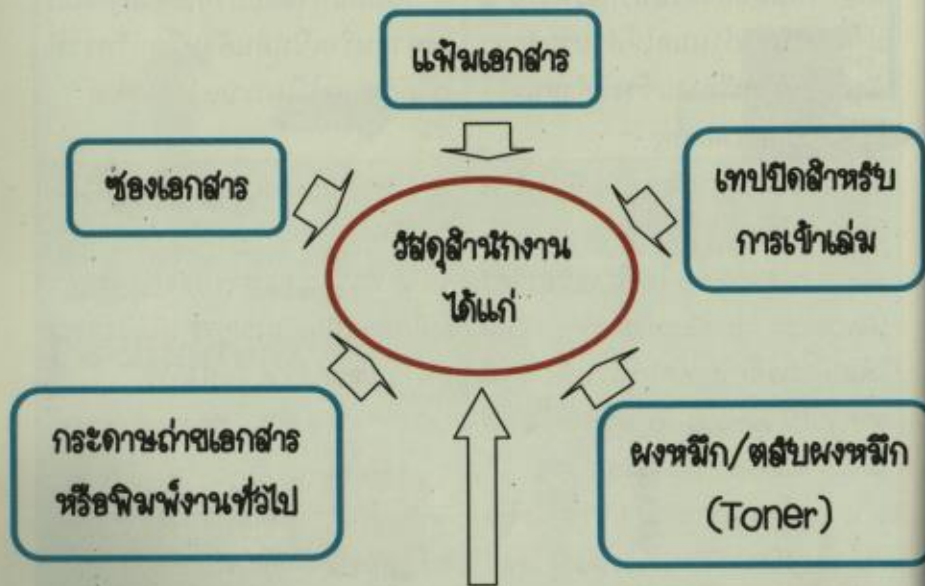 แฟ้มเอกสาร
ซองเอกสาร
เทปปิดสำหรับ
การเข้าเล่ม
วัสดุสำนักงาน
ได้แก่
กระดาษถ่ายเอกสาร
หรือพิมพ์งานทั่วไป
ผงหมึก/ตลับผงหมึก
(Toner)